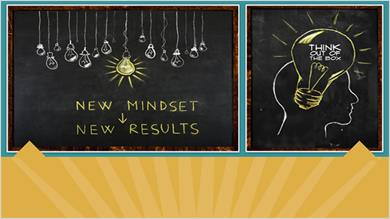 NEW MINDSET
NEW RESULTS
THINK
OUT OF
THE BOX